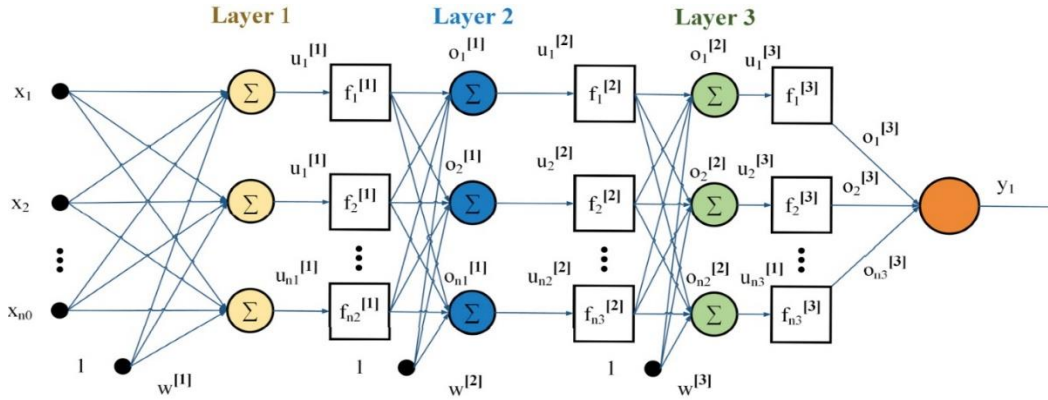 Layer 1 Layer 2 Layer 3
u₁[1] o₁[1] u₁[2] o₁[2] u₁[3]
x₁ Σ f₁[1] Σ f₁[2] Σ f₁[3]
o₁[3]
u₁[1] o₂[1] u₂[2] o₂[2] u₂[3] o₂[3] y₁
x₂ Σ f₂[1] Σ f₂[2] Σ f₂[3]
uₙ₁[1] oₙ₁[1] uₙ₂[2] oₙ₂[2] uₙ₃[1] oₙ₃[3]
xₙ₀ Σ fₙ₂[1] Σ fₙ₃[2] Σ fₙ₃[3]
1 1 1
w[1] w[2] w[3]